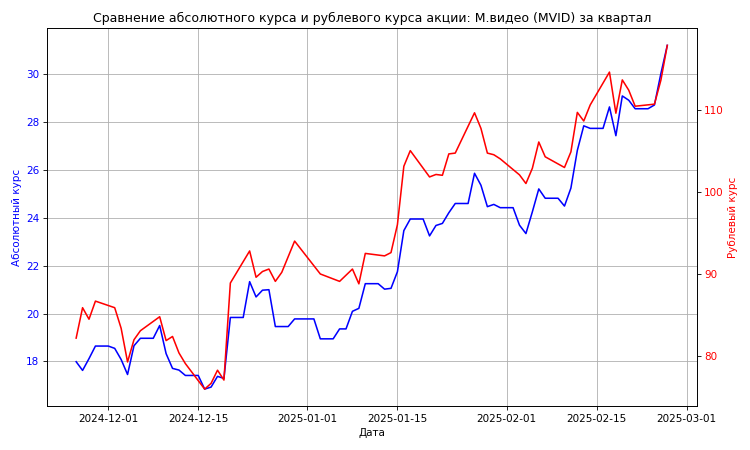 Сравнение абсолютного курса и рублевого курса акции: М.видео (MVID) за квартал
Абсолютный курс
30
28
26
24
22
20
18
110
100
90
80
Рублевый курс
2024-12-01 2024-12-15 2025-01-01 2025-01-15 2025-02-01 2025-02-15 2025-03-01
Дата